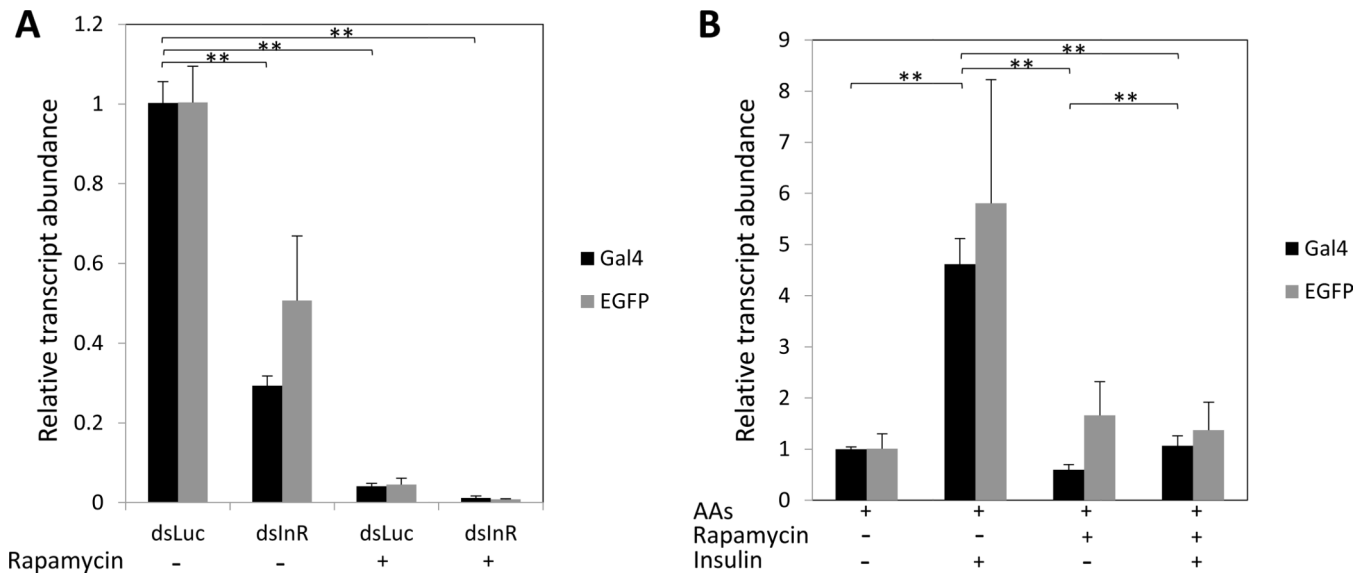 A
Relative transcript abundance
1.2
1
0.8
0.6
0.4
0.2
0
**
**
**
dsLuc dsInR dsLuc dsInR
Rapamycin - - + +
Gal4
EGFP
B
Relative transcript abundance
9
8
7
6
5
4
3
2
1
0
**
**
**
**
AAs + + + +
Rapamycin - - + +
Insulin - + - +
Gal4
EGFP